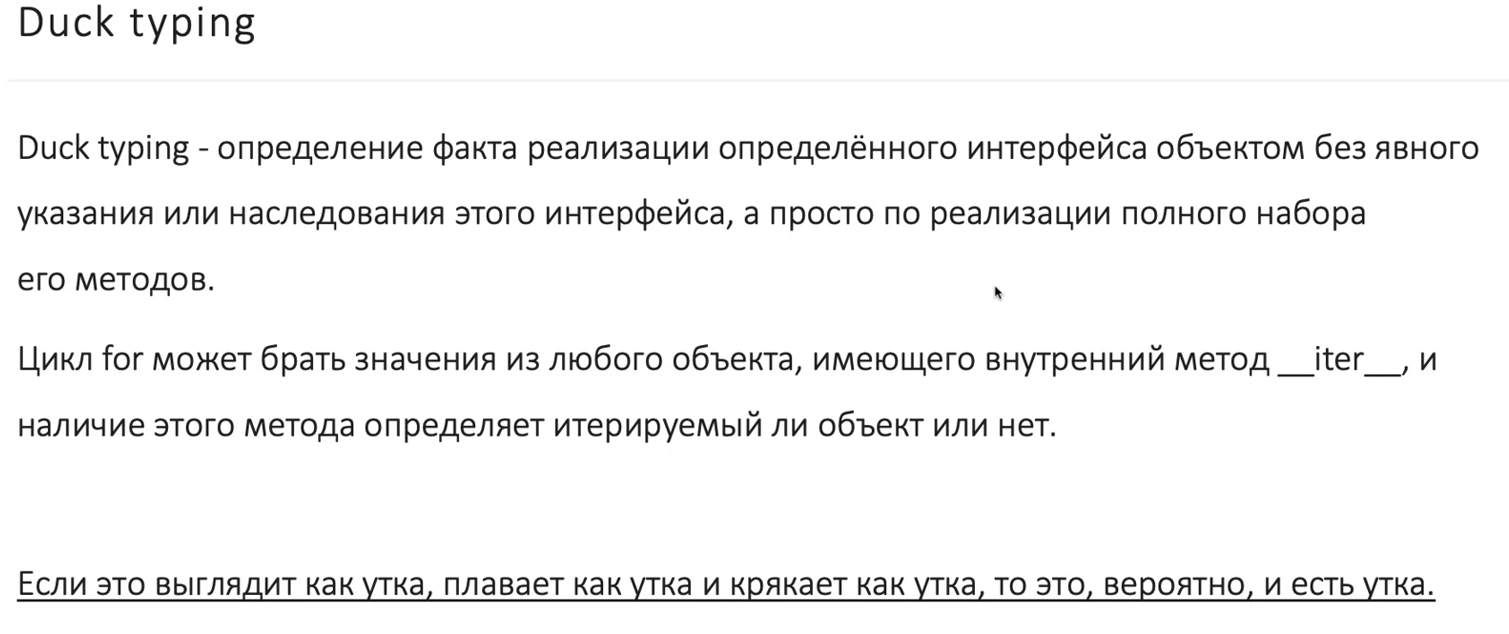 Duck typing
Duck typing - определение факта реализации определённого интерфейса объектом без явного
указания или наследования этого интерфейса, а просто по реализации полного набора
его методов.
Цикл for может брать значения из любого объекта, имеющего внутренний метод __iter__, и
наличие этого метода определяет итерируемый ли объект или нет.
Если это выглядит как утка, плавает как утка и крякает как утка, то это, вероятно, и есть утка.